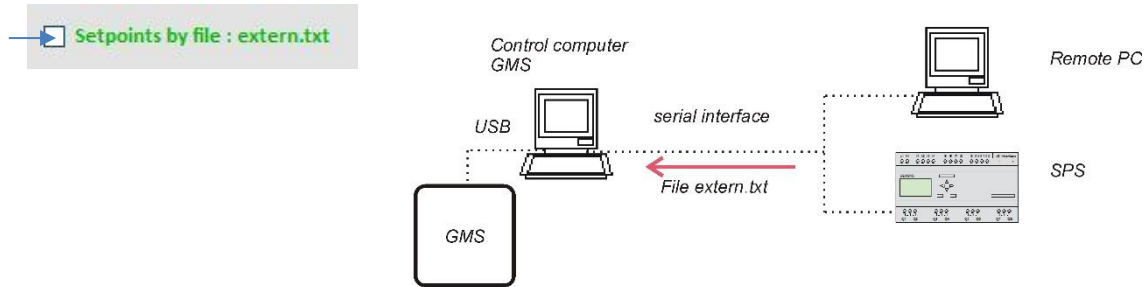 Setpoints by file : extern.txt
Control computer
GMS
Remote PC
USB
serial interface
File extern.txt
SPS
GMS